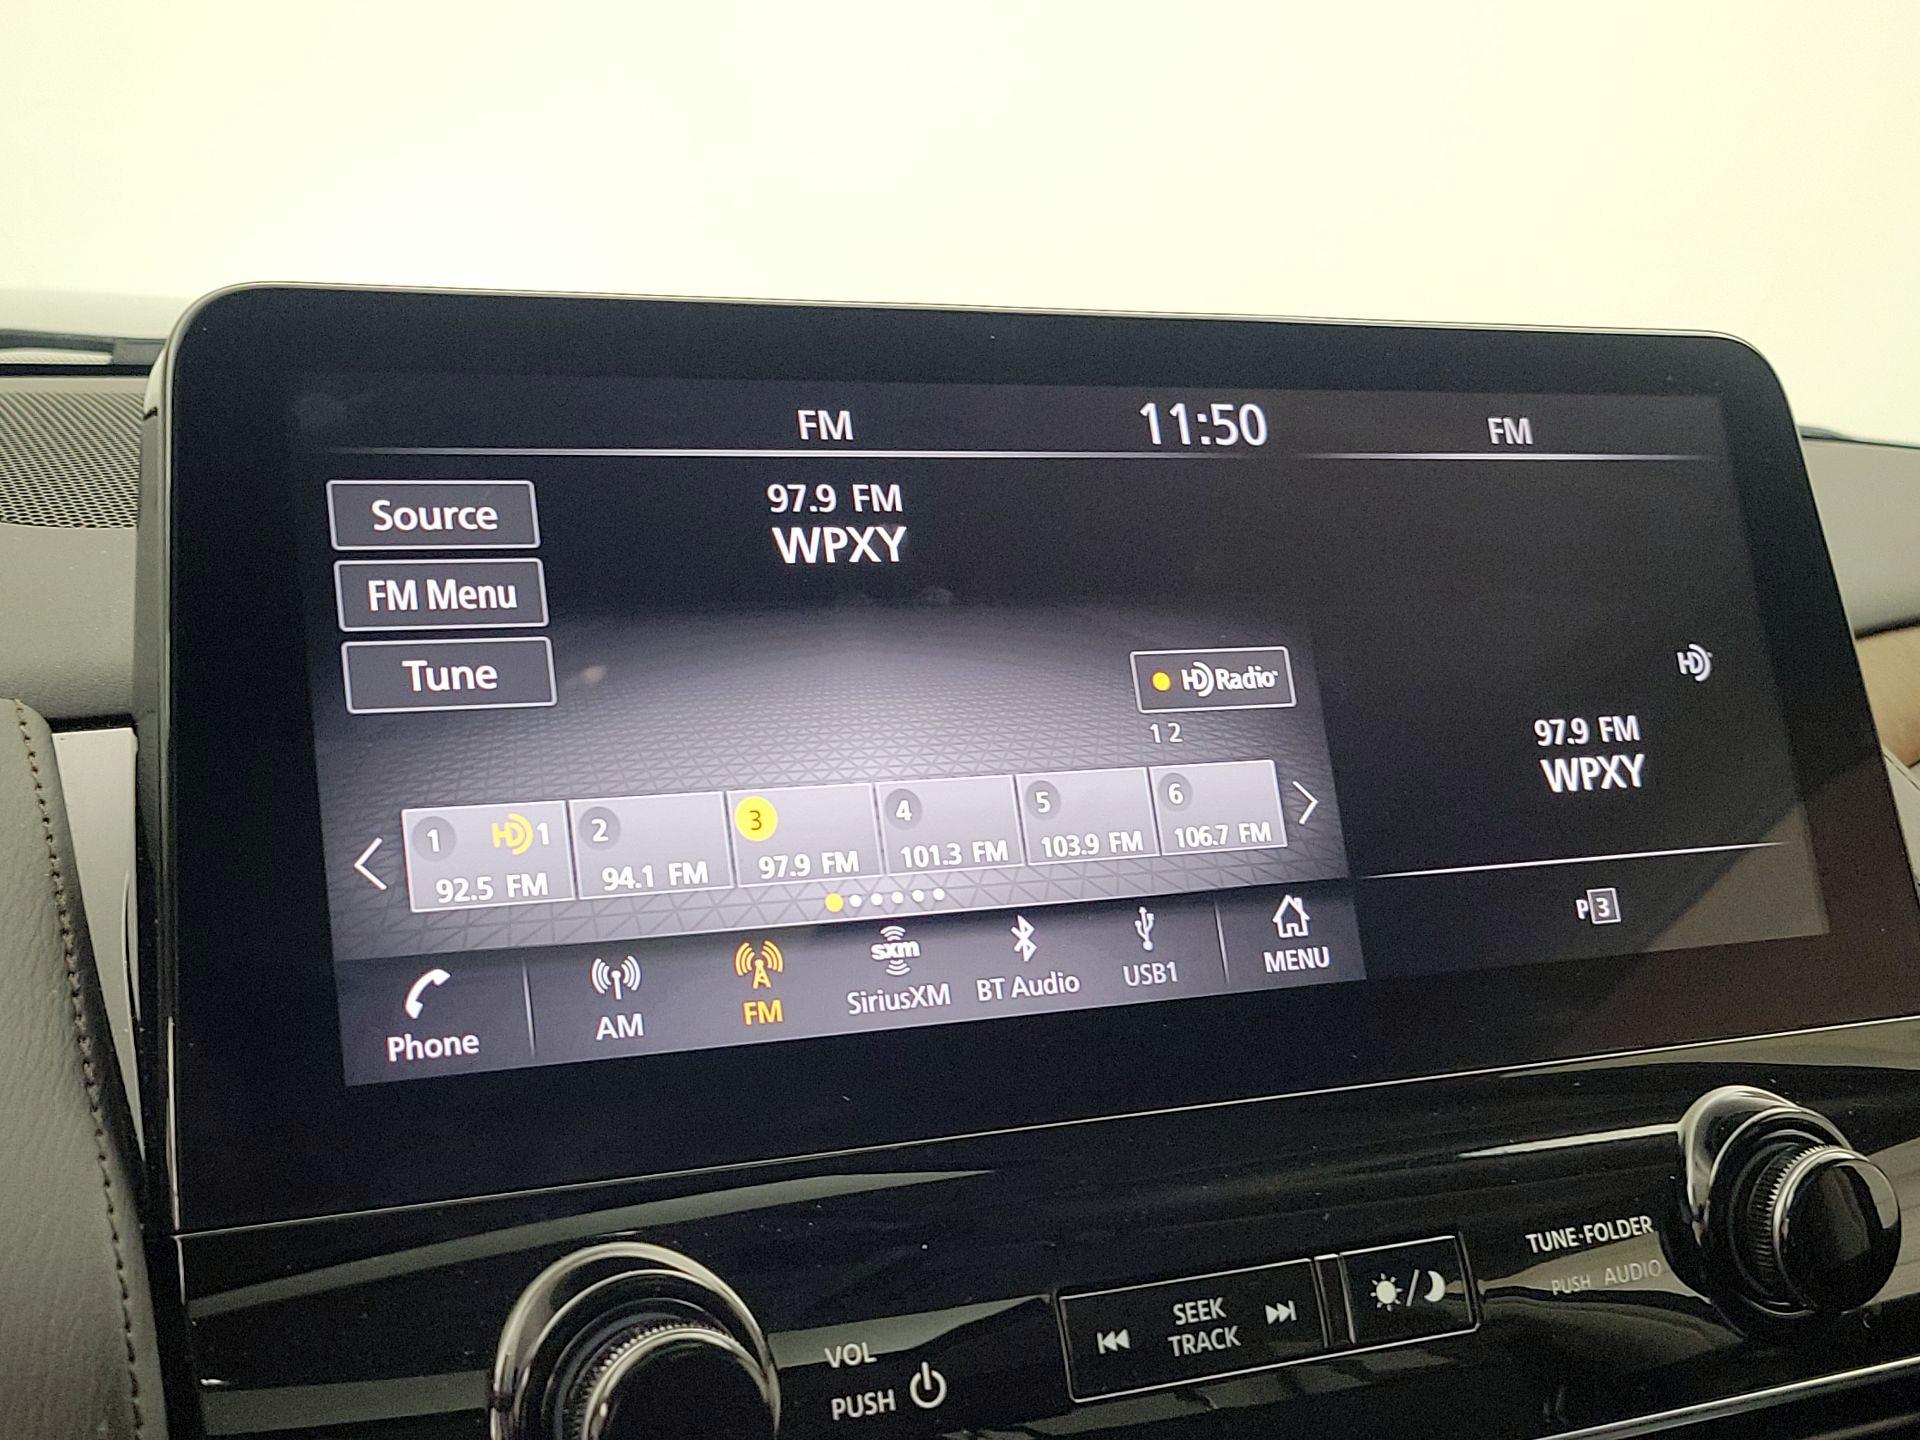 FM 11:50 FM
Source
97.9 FM
WPXY
FM Menu
Tune
HD Radio
1 2
HD
97.9 FM
WPXY
1 HD 1
92.5 FM
2
94.1 FM
3
97.9 FM
4
101.3 FM
5
103.9 FM
6
106.7 FM
P3
Phone
AM
FM
sxm
SiriusXM
BT Audio
USB1
MENU
VOL
PUSH
SEEK
TRACK
TUNE·FOLDER
PUSH AUDIO